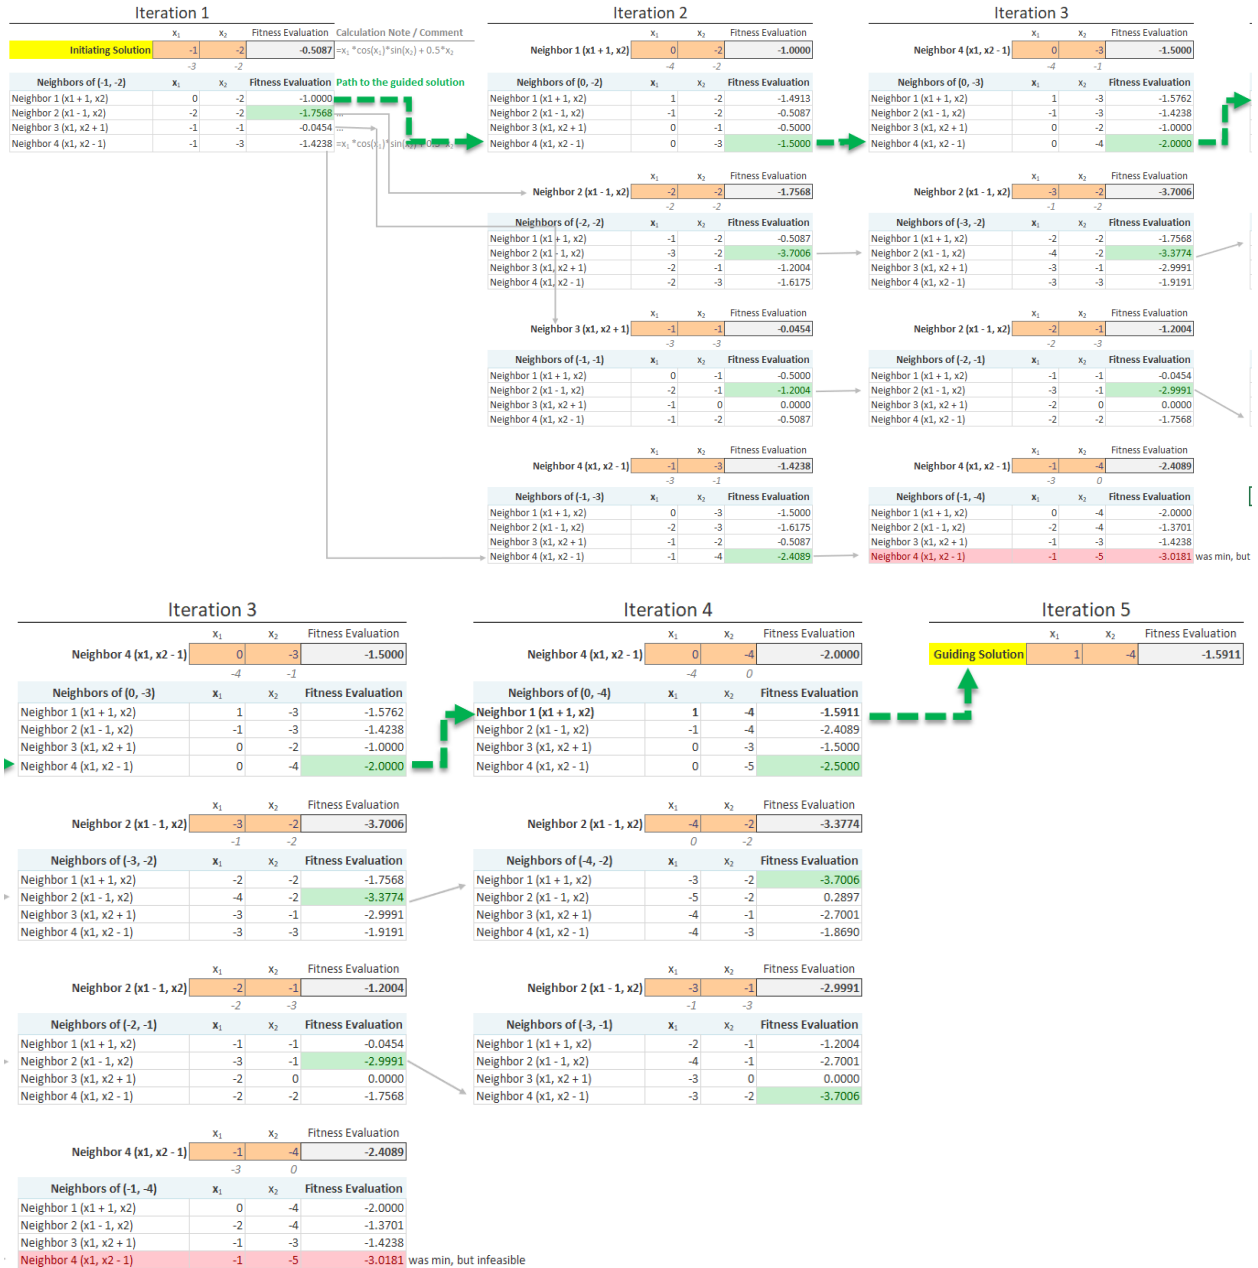 Iteration 1
x₁ x₂ Fitness Evaluation Calculation Note / Comment
Initiating Solution -1 -2 -0.5087 =x₁ *cos(x₁)*sin(x₂) + 0.5*x₂
-3 -2
Neighbors of (-1, -2) x₁ x₂ Fitness Evaluation Path to the guided solution
Neighbor 1 (x1 + 1, x2) 0 -2 -1.0000
Neighbor 2 (x1 - 1, x2) -2 -2 -1.7568 ...
Neighbor 3 (x1, x2 + 1) -1 -1 -0.0454 ...
Neighbor 4 (x1, x2 - 1) -1 -3 -1.4238 =x₁ *cos(x₁)*sin(x₂) + 0.5*x₂
Iteration 2
x₁ x₂ Fitness Evaluation
Neighbor 1 (x1 + 1, x2) 0 -2 -1.0000
-4 -2
Neighbors of (0, -2) x₁ x₂ Fitness Evaluation
Neighbor 1 (x1 + 1, x2) 1 -2 -1.4913
Neighbor 2 (x1 - 1, x2) -1 -2 -0.5087
Neighbor 3 (x1, x2 + 1) 0 -1 -0.5000
Neighbor 4 (x1, x2 - 1) 0 -3 -1.5000
x₁ x₂ Fitness Evaluation
Neighbor 2 (x1 - 1, x2) -2 -2 -1.7568
-2 -2
Neighbors of (-2, -2) x₁ x₂ Fitness Evaluation
Neighbor 1 (x1 + 1, x2) -1 -2 -0.5087
Neighbor 2 (x1 - 1, x2) -3 -2 -3.7006
Neighbor 3 (x1, x2 + 1) -2 -1 -1.2004
Neighbor 4 (x1, x2 - 1) -2 -3 -1.6175
x₁ x₂ Fitness Evaluation
Neighbor 3 (x1, x2 + 1) -1 -1 -0.0454
-3 -3
Neighbors of (-1, -1) x₁ x₂ Fitness Evaluation
Neighbor 1 (x1 + 1, x2) 0 -1 -0.5000
Neighbor 2 (x1 - 1, x2) -2 -1 -1.2004
Neighbor 3 (x1, x2 + 1) -1 0 0.0000
Neighbor 4 (x1, x2 - 1) -1 -2 -0.5087
x₁ x₂ Fitness Evaluation
Neighbor 4 (x1, x2 - 1) -1 -3 -1.4238
-3 -1
Neighbors of (-1, -3) x₁ x₂ Fitness Evaluation
Neighbor 1 (x1 + 1, x2) 0 -3 -1.5000
Neighbor 2 (x1 - 1, x2) -2 -3 -1.6175
Neighbor 3 (x1, x2 + 1) -1 -2 -0.5087
Neighbor 4 (x1, x2 - 1) -1 -4 -2.4089
Iteration 3
x₁ x₂ Fitness Evaluation
Neighbor 4 (x1, x2 - 1) 0 -3 -1.5000
-4 -1
Neighbors of (0, -3) x₁ x₂ Fitness Evaluation
Neighbor 1 (x1 + 1, x2) 1 -3 -1.5762
Neighbor 2 (x1 - 1, x2) -1 -3 -1.4238
Neighbor 3 (x1, x2 + 1) 0 -2 -1.0000
Neighbor 4 (x1, x2 - 1) 0 -4 -2.0000
x₁ x₂ Fitness Evaluation
Neighbor 2 (x1 - 1, x2) -3 -2 -3.7006
-1 -2
Neighbors of (-3, -2) x₁ x₂ Fitness Evaluation
Neighbor 1 (x1 + 1, x2) -2 -2 -1.7568
Neighbor 2 (x1 - 1, x2) -4 -2 -3.3774
Neighbor 3 (x1, x2 + 1) -3 -1 -2.9991
Neighbor 4 (x1, x2 - 1) -3 -3 -1.9191
x₁ x₂ Fitness Evaluation
Neighbor 2 (x1 - 1, x2) -2 -1 -1.2004
-2 -3
Neighbors of (-2, -1) x₁ x₂ Fitness Evaluation
Neighbor 1 (x1 + 1, x2) -1 -1 -0.0454
Neighbor 2 (x1 - 1, x2) -3 -1 -2.9991
Neighbor 3 (x1, x2 + 1) -2 0 0.0000
Neighbor 4 (x1, x2 - 1) -2 -2 -1.7568
x₁ x₂ Fitness Evaluation
Neighbor 4 (x1, x2 - 1) -1 -4 -2.4089
-3 0
Neighbors of (-1, -4) x₁ x₂ Fitness Evaluation
Neighbor 1 (x1 + 1, x2) 0 -4 -2.0000
Neighbor 2 (x1 - 1, x2) -2 -4 -1.3701
Neighbor 3 (x1, x2 + 1) -1 -3 -1.4238
Neighbor 4 (x1, x2 - 1) -1 -5 -3.0181 was min, but
Iteration 3
x₁ x₂ Fitness Evaluation
Neighbor 4 (x1, x2 - 1) 0 -3 -1.5000
-4 -1
Neighbors of (0, -3) x₁ x₂ Fitness Evaluation
Neighbor 1 (x1 + 1, x2) 1 -3 -1.5762
Neighbor 2 (x1 - 1, x2) -1 -3 -1.4238
Neighbor 3 (x1, x2 + 1) 0 -2 -1.0000
Neighbor 4 (x1, x2 - 1) 0 -4 -2.0000
x₁ x₂ Fitness Evaluation
Neighbor 2 (x1 - 1, x2) -3 -2 -3.7006
-1 -2
Neighbors of (-3, -2) x₁ x₂ Fitness Evaluation
Neighbor 1 (x1 + 1, x2) -2 -2 -1.7568
Neighbor 2 (x1 - 1, x2) -4 -2 -3.3774
Neighbor 3 (x1, x2 + 1) -3 -1 -2.9991
Neighbor 4 (x1, x2 - 1) -3 -3 -1.9191
x₁ x₂ Fitness Evaluation
Neighbor 2 (x1 - 1, x2) -2 -1 -1.2004
-2 -3
Neighbors of (-2, -1) x₁ x₂ Fitness Evaluation
Neighbor 1 (x1 + 1, x2) -1 -1 -0.0454
Neighbor 2 (x1 - 1, x2) -3 -1 -2.9991
Neighbor 3 (x1, x2 + 1) -2 0 0.0000
Neighbor 4 (x1, x2 - 1) -2 -2 -1.7568
x₁ x₂ Fitness Evaluation
Neighbor 4 (x1, x2 - 1) -1 -4 -2.4089
-3 0
Neighbors of (-1, -4) x₁ x₂ Fitness Evaluation
Neighbor 1 (x1 + 1, x2) 0 -4 -2.0000
Neighbor 2 (x1 - 1, x2) -2 -4 -1.3701
Neighbor 3 (x1, x2 + 1) -1 -3 -1.4238
Neighbor 4 (x1, x2 - 1) -1 -5 -3.0181 was min, but infeasible
Iteration 4
x₁ x₂ Fitness Evaluation
Neighbor 4 (x1, x2 - 1) 0 -4 -2.0000
-4 0
Neighbors of (0, -4) x₁ x₂ Fitness Evaluation
Neighbor 1 (x1 + 1, x2) 1 -4 -1.5911
Neighbor 2 (x1 - 1, x2) -1 -4 -2.4089
Neighbor 3 (x1, x2 + 1) 0 -3 -1.5000
Neighbor 4 (x1, x2 - 1) 0 -5 -2.5000
x₁ x₂ Fitness Evaluation
Neighbor 2 (x1 - 1, x2) -4 -2 -3.3774
0 -2
Neighbors of (-4, -2) x₁ x₂ Fitness Evaluation
Neighbor 1 (x1 + 1, x2) -3 -2 -3.7006
Neighbor 2 (x1 - 1, x2) -5 -2 0.2897
Neighbor 3 (x1, x2 + 1) -4 -1 -2.7001
Neighbor 4 (x1, x2 - 1) -4 -3 -1.8690
x₁ x₂ Fitness Evaluation
Neighbor 2 (x1 - 1, x2) -3 -1 -2.9991
-1 -3
Neighbors of (-3, -1) x₁ x₂ Fitness Evaluation
Neighbor 1 (x1 + 1, x2) -2 -1 -1.2004
Neighbor 2 (x1 - 1, x2) -4 -1 -2.7001
Neighbor 3 (x1, x2 + 1) -3 0 0.0000
Neighbor 4 (x1, x2 - 1) -3 -2 -3.7006
Iteration 5
x₁ x₂ Fitness Evaluation
Guiding Solution 1 -4 -1.5911